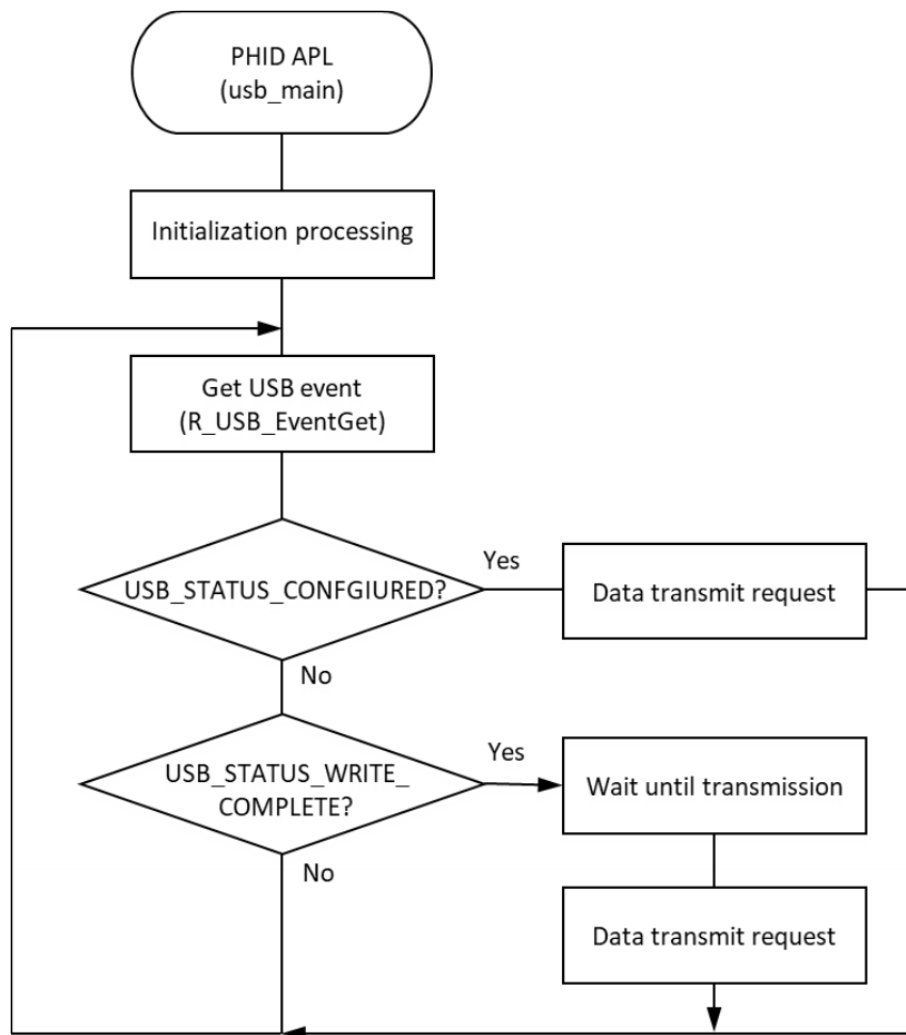 PHID APL
(usb_main)
Initialization processing
Get USB event
(R_USB_EventGet)
USB_STATUS_CONFGIURED?
Yes
Data transmit request
No
USB_STATUS_WRITE_
COMPLETE?
Yes
Wait until transmission
No
Data transmit request